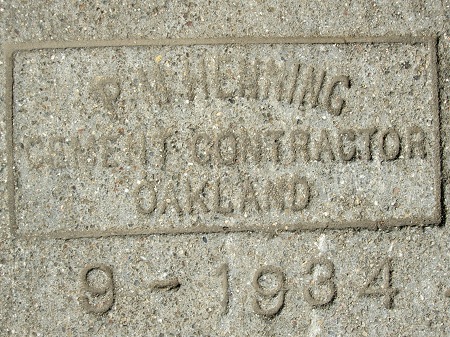 P.W. HENNING
CEMENT CONTRACTOR
OAKLAND
9-1934